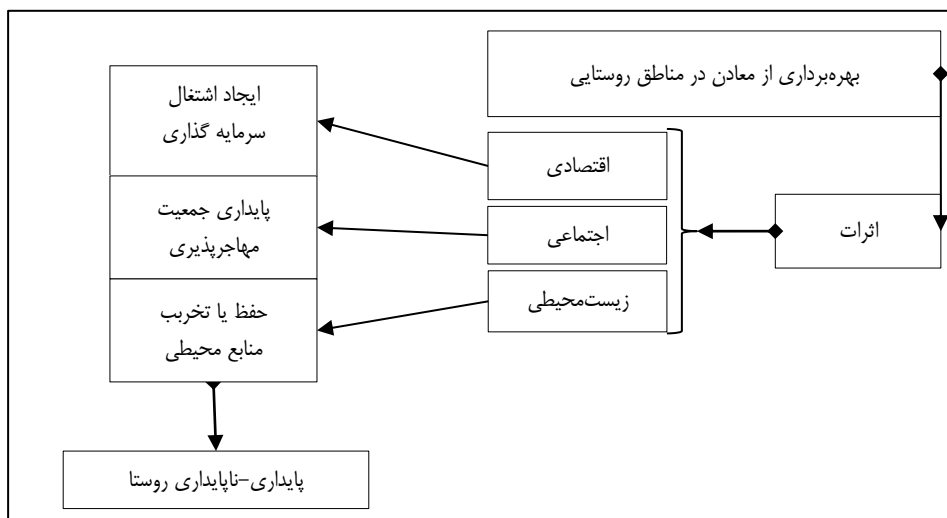 بهره‌برداری از معادن در مناطق روستایی
اثرات
اقتصادی
اجتماعی
زیست‌محیطی
ایجاد اشتغال
سرمایه گذاری
پایداری جمعیت
مهاجرپذیری
حفظ یا تخریب
منابع محیطی
پایداری-ناپایداری روستا